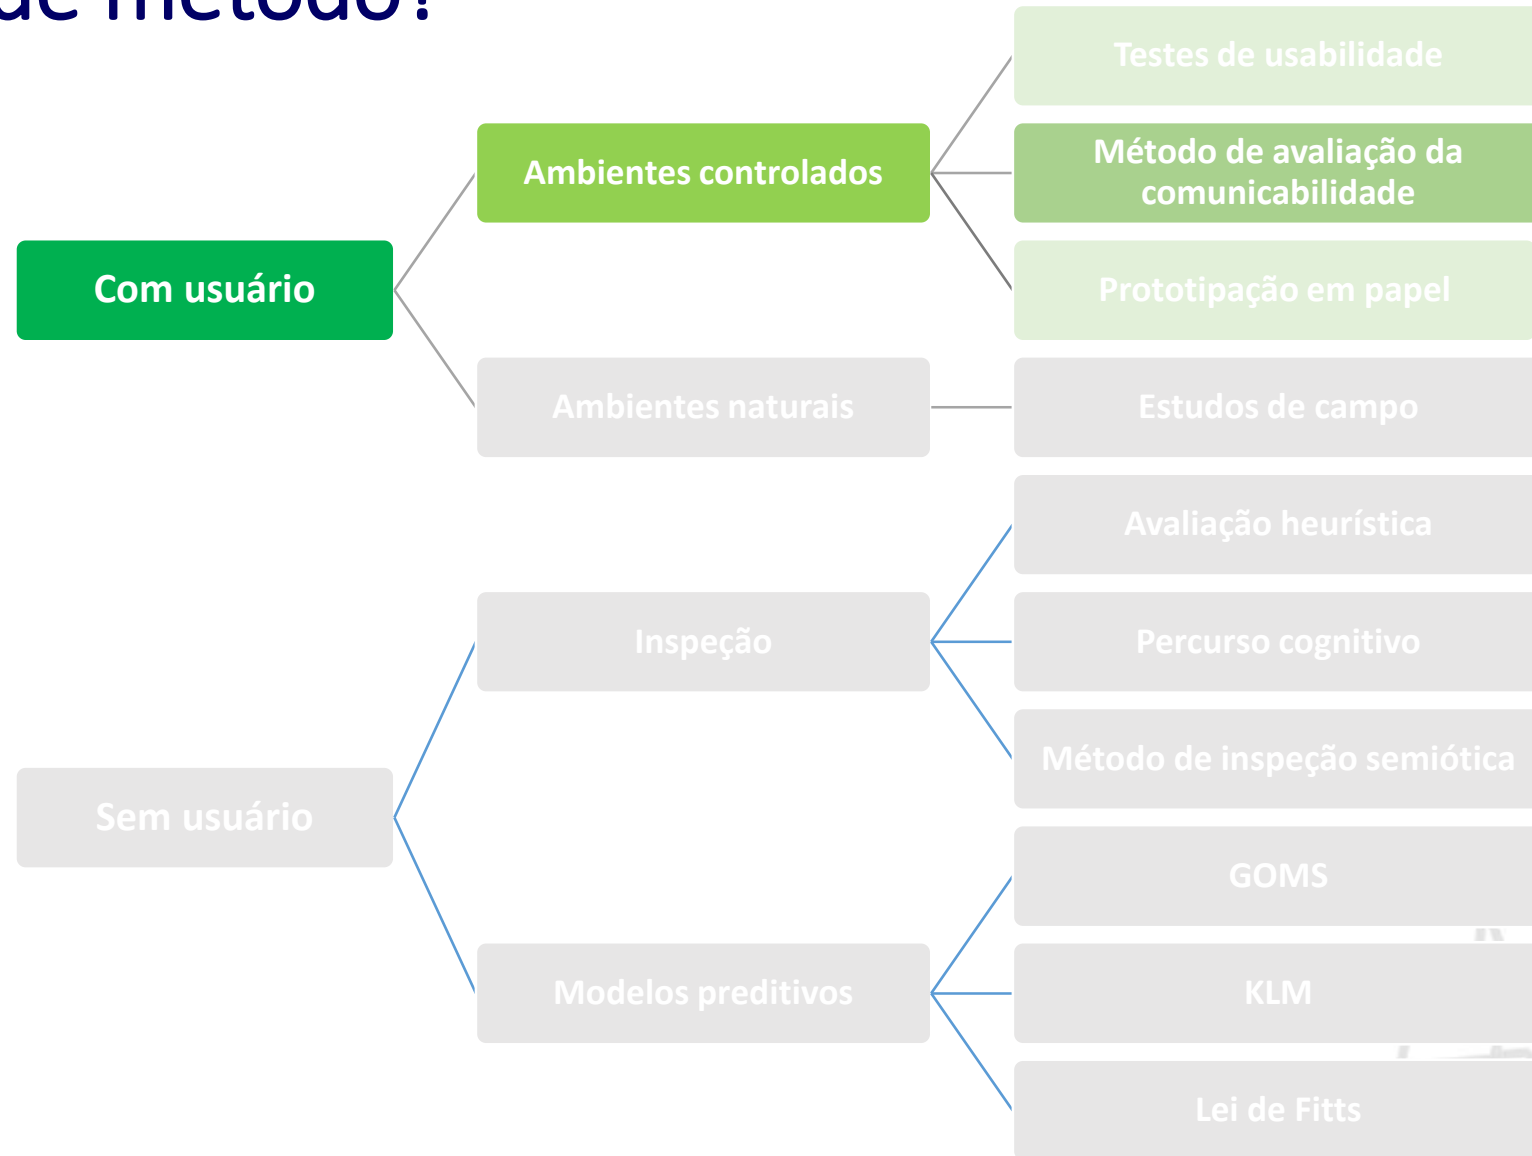 de método?
Testes de usabilidade
Ambientes controlados
Método de avaliação da
comunicabilidade
Com usuário
Prototipação em papel
Ambientes naturais
Estudos de campo
Avaliação heurística
Inspeção
Percurso cognitivo
Método de inspeção semiótica
Sem usuário
GOMS
Modelos preditivos
KLM
Lei de Fitts